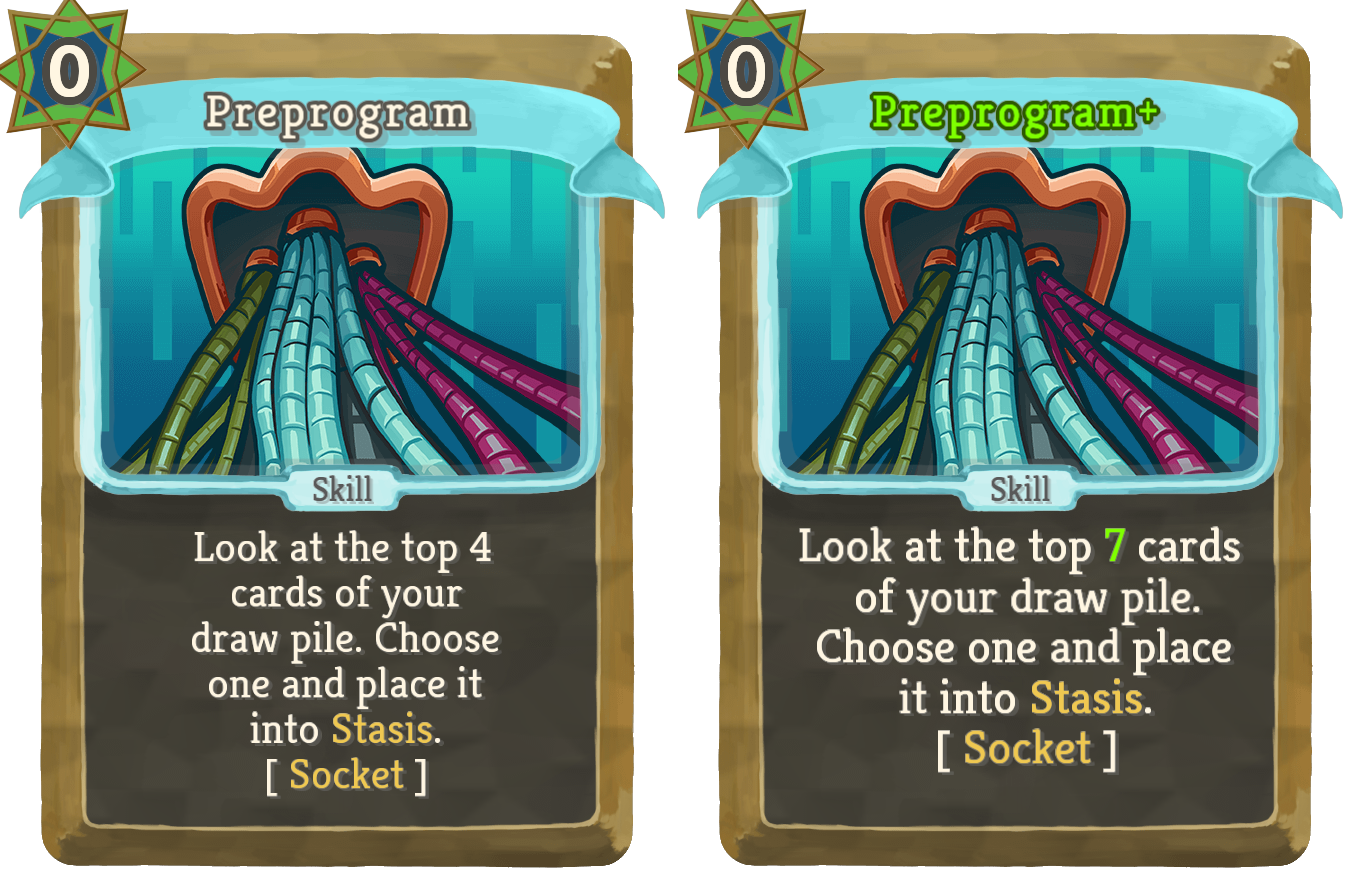 0
Preprogram
Skill
Look at the top 4
cards of your
draw pile. Choose
one and place it
into Stasis.
[ Socket ]
0
Preprogram+
Skill
Look at the top 7 cards
of your draw pile.
Choose one and place
it into Stasis.
[ Socket ]